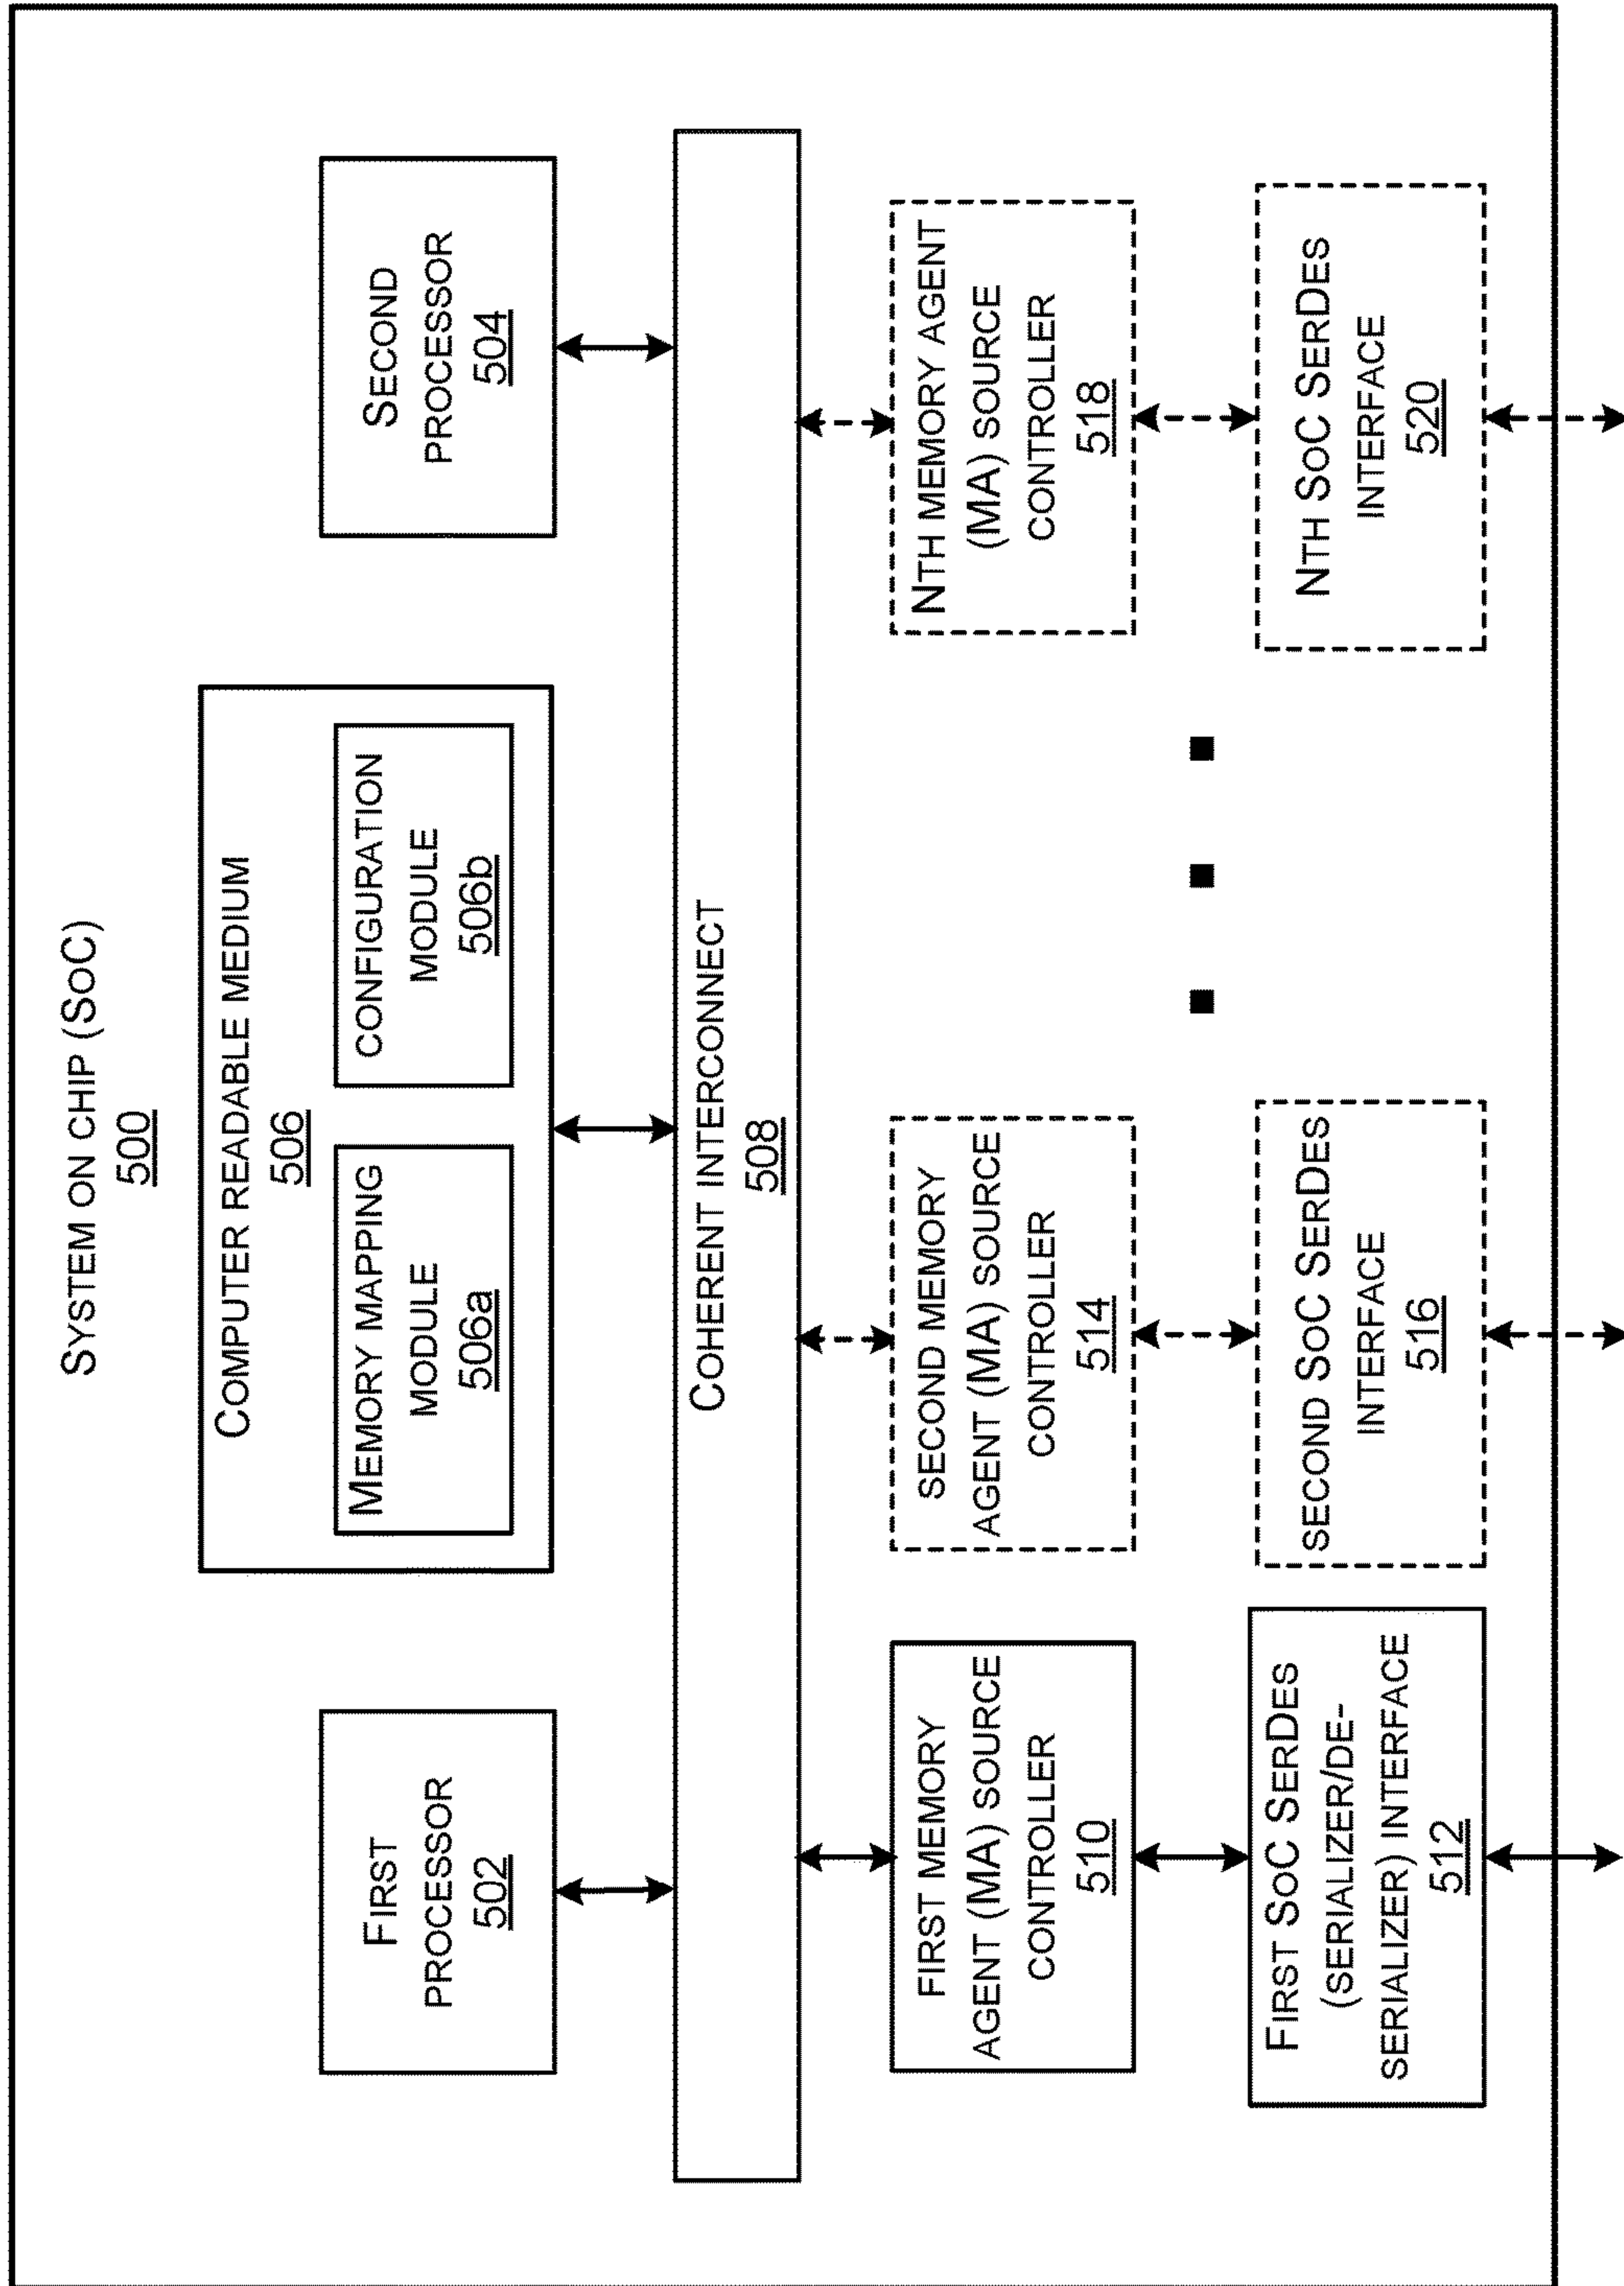 SYSTEM ON CHIP (SOC)
500
COMPUTER READABLE MEDIUM
506
MEMORY MAPPING
MODULE
506a
CONFIGURATION
MODULE
506b
FIRST
PROCESSOR
502
SECOND
PROCESSOR
504
COHERENT INTERCONNECT
508
FIRST MEMORY
AGENT (MA) SOURCE
CONTROLLER
510
SECOND MEMORY
AGENT (MA) SOURCE
CONTROLLER
514
NTH MEMORY AGENT
(MA) SOURCE
CONTROLLER
518
FIRST SOC SERDES
(SERIALIZER/DE-
SERIALIZER) INTERFACE
512
SECOND SOC SERDES
INTERFACE
516
NTH SOC SERDES
INTERFACE
520